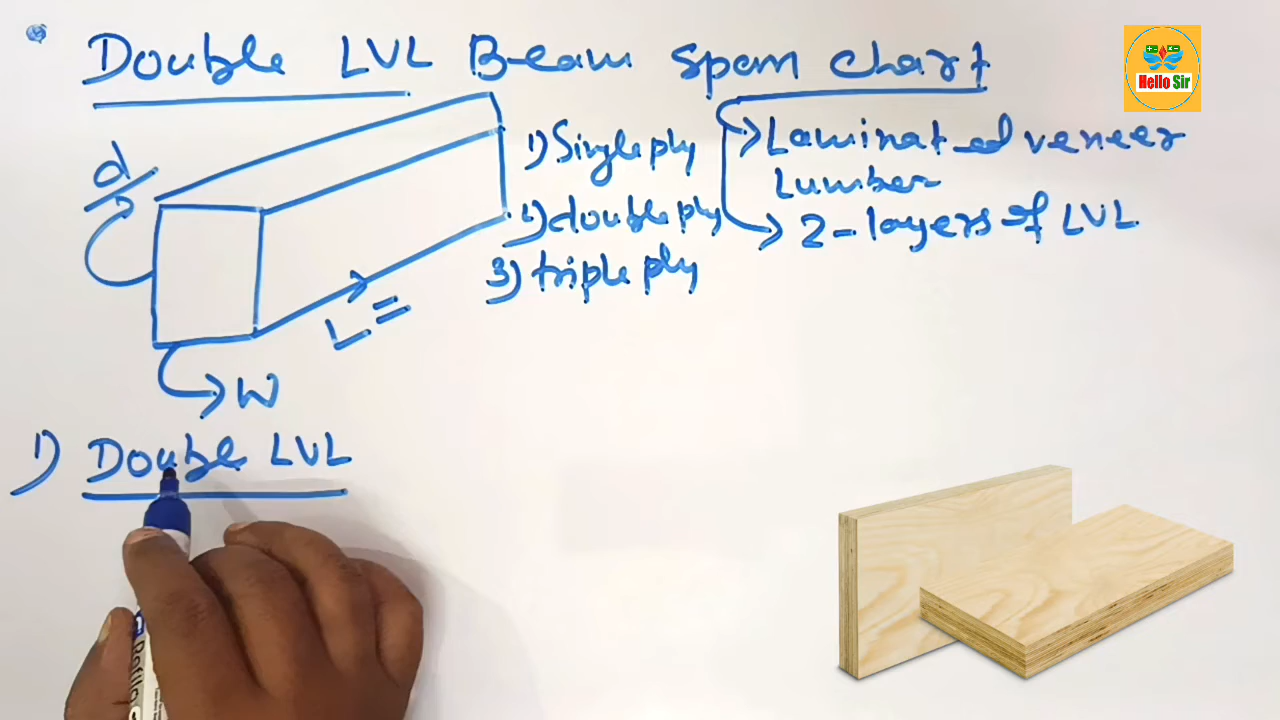 Double LVL Beam span chart
Hello Sir
d
1) Single ply
Laminated veneer
Lumber
2) double ply
2-layers of LVL
3) triple ply
L =
W
1) Double LVL